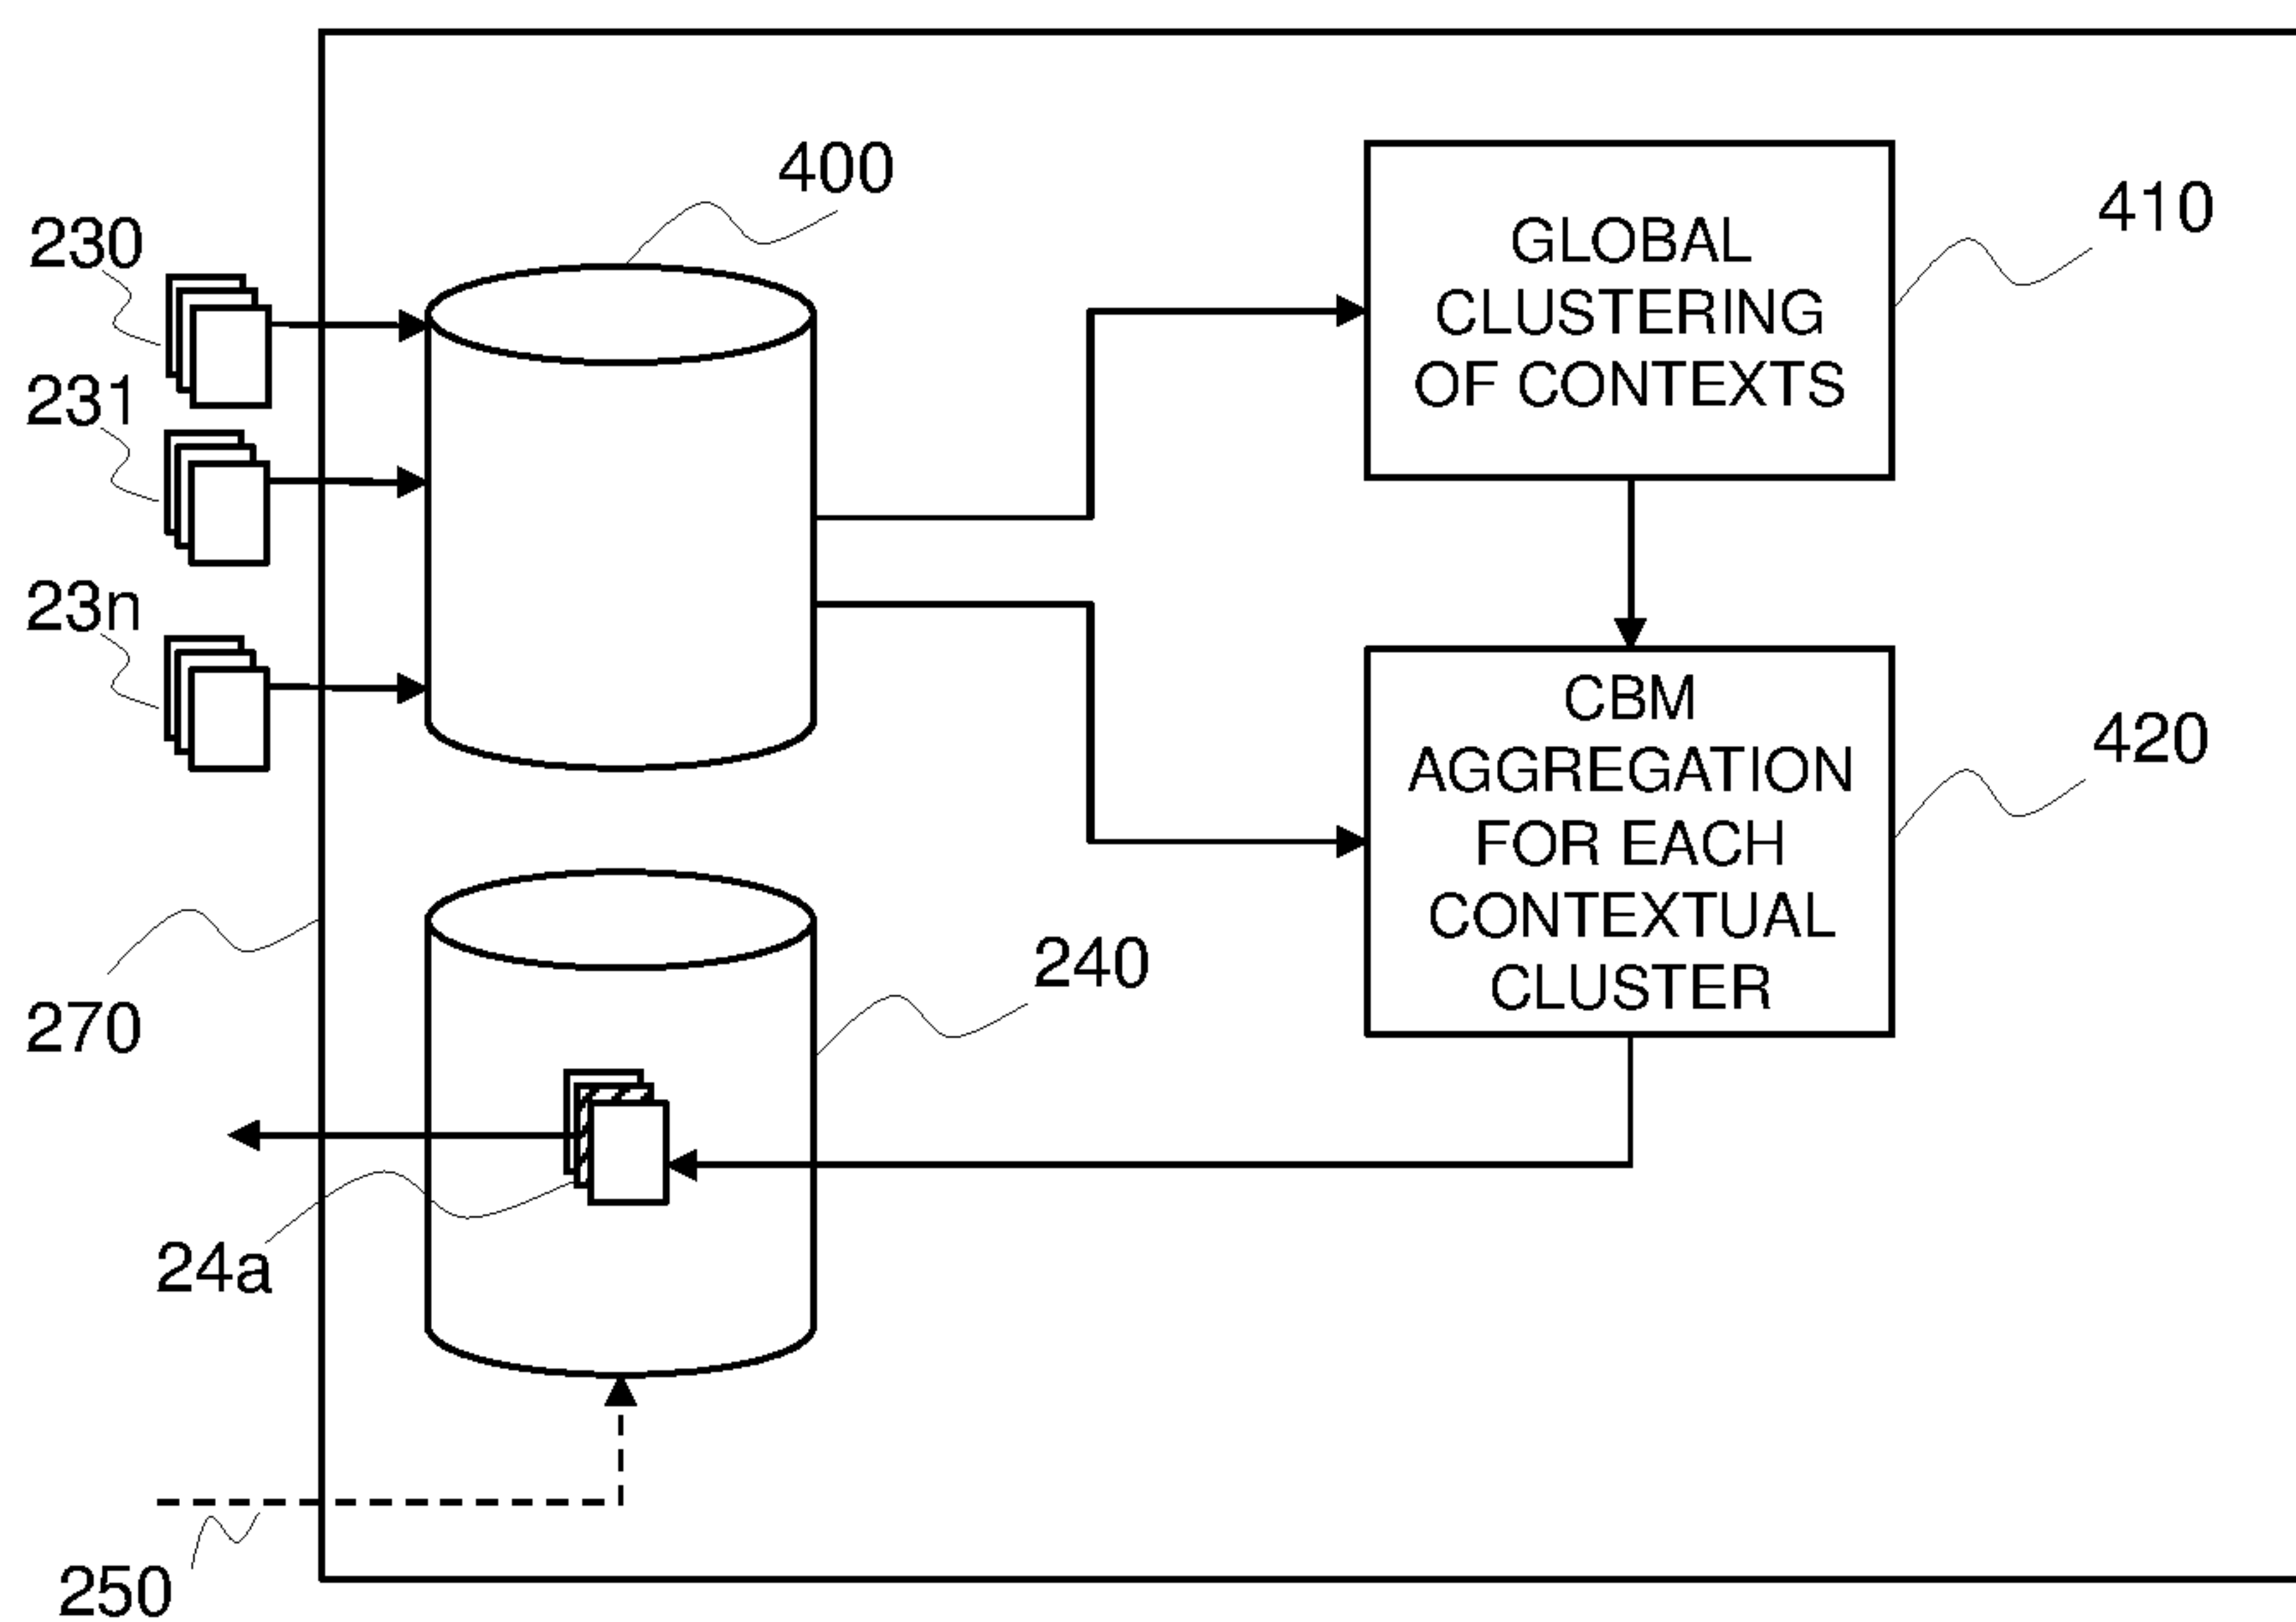 400
410
230
GLOBAL
CLUSTERING
OF CONTEXTS
231
23n
CBM
AGGREGATION
FOR EACH
CONTEXTUAL
CLUSTER
420
240
270
24a
250